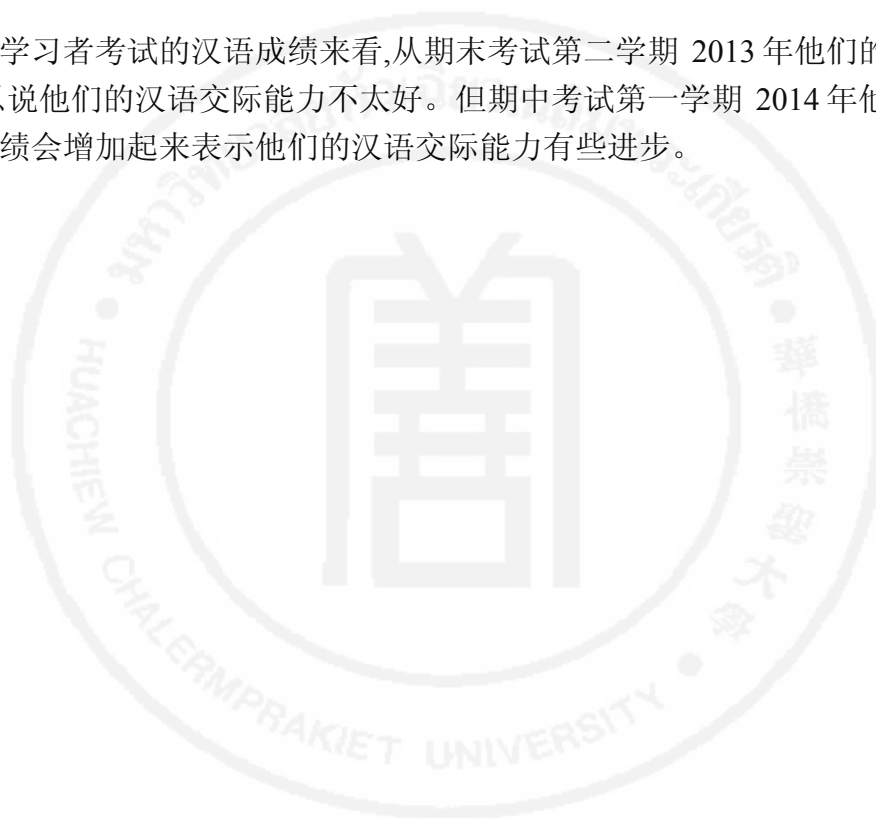 学习者考试的汉语成绩来看,从期末考试第二学期 2013 年他们的
说他们的汉语交际能力不太好。但期中考试第一学期 2014 年他
绩会增加起来表示他们的汉语交际能力有些进步。
HUACHIEW CHALERMPRAKIET UNIVERSITY
華僑崇聖大學